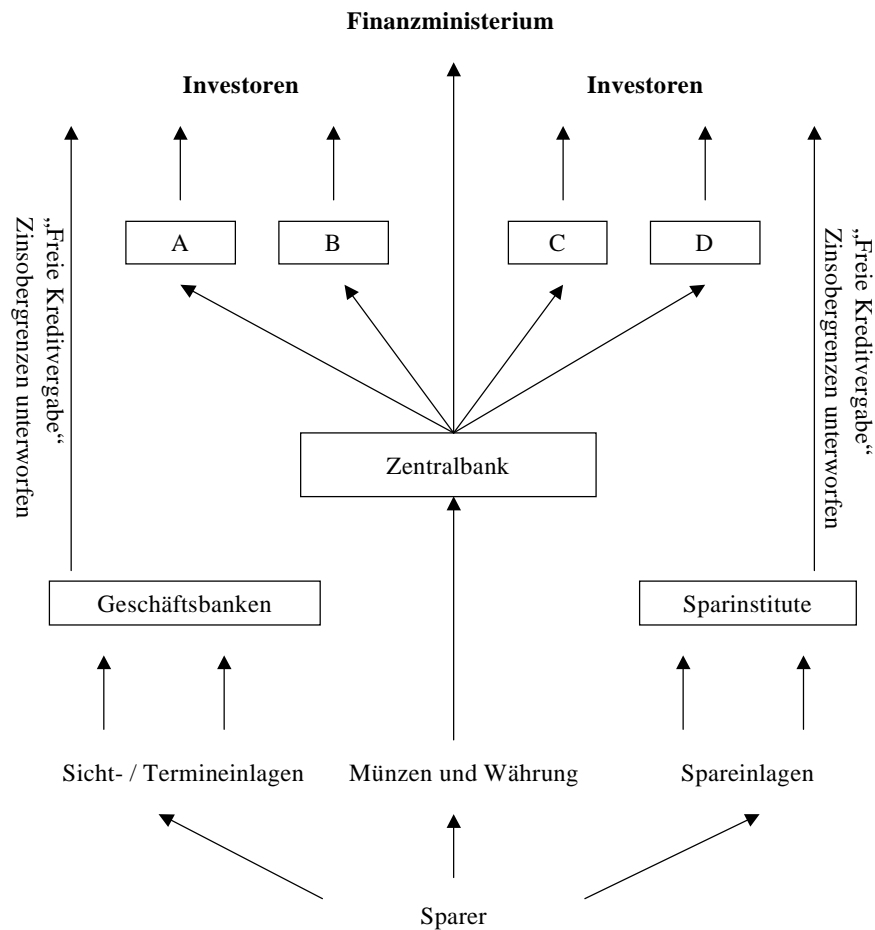 Finanzministerium
Investoren
Investoren
„Freie Kreditvergabe“
Zinsobergrenzen unterworfen
A
B
C
D
„Freie Kreditvergabe“
Zinsobergrenzen unterworfen
Zentralbank
Geschäftsbanken
Sparinstitute
Sicht- / Termineinlagen
Münzen und Währung
Spareinlagen
Sparer